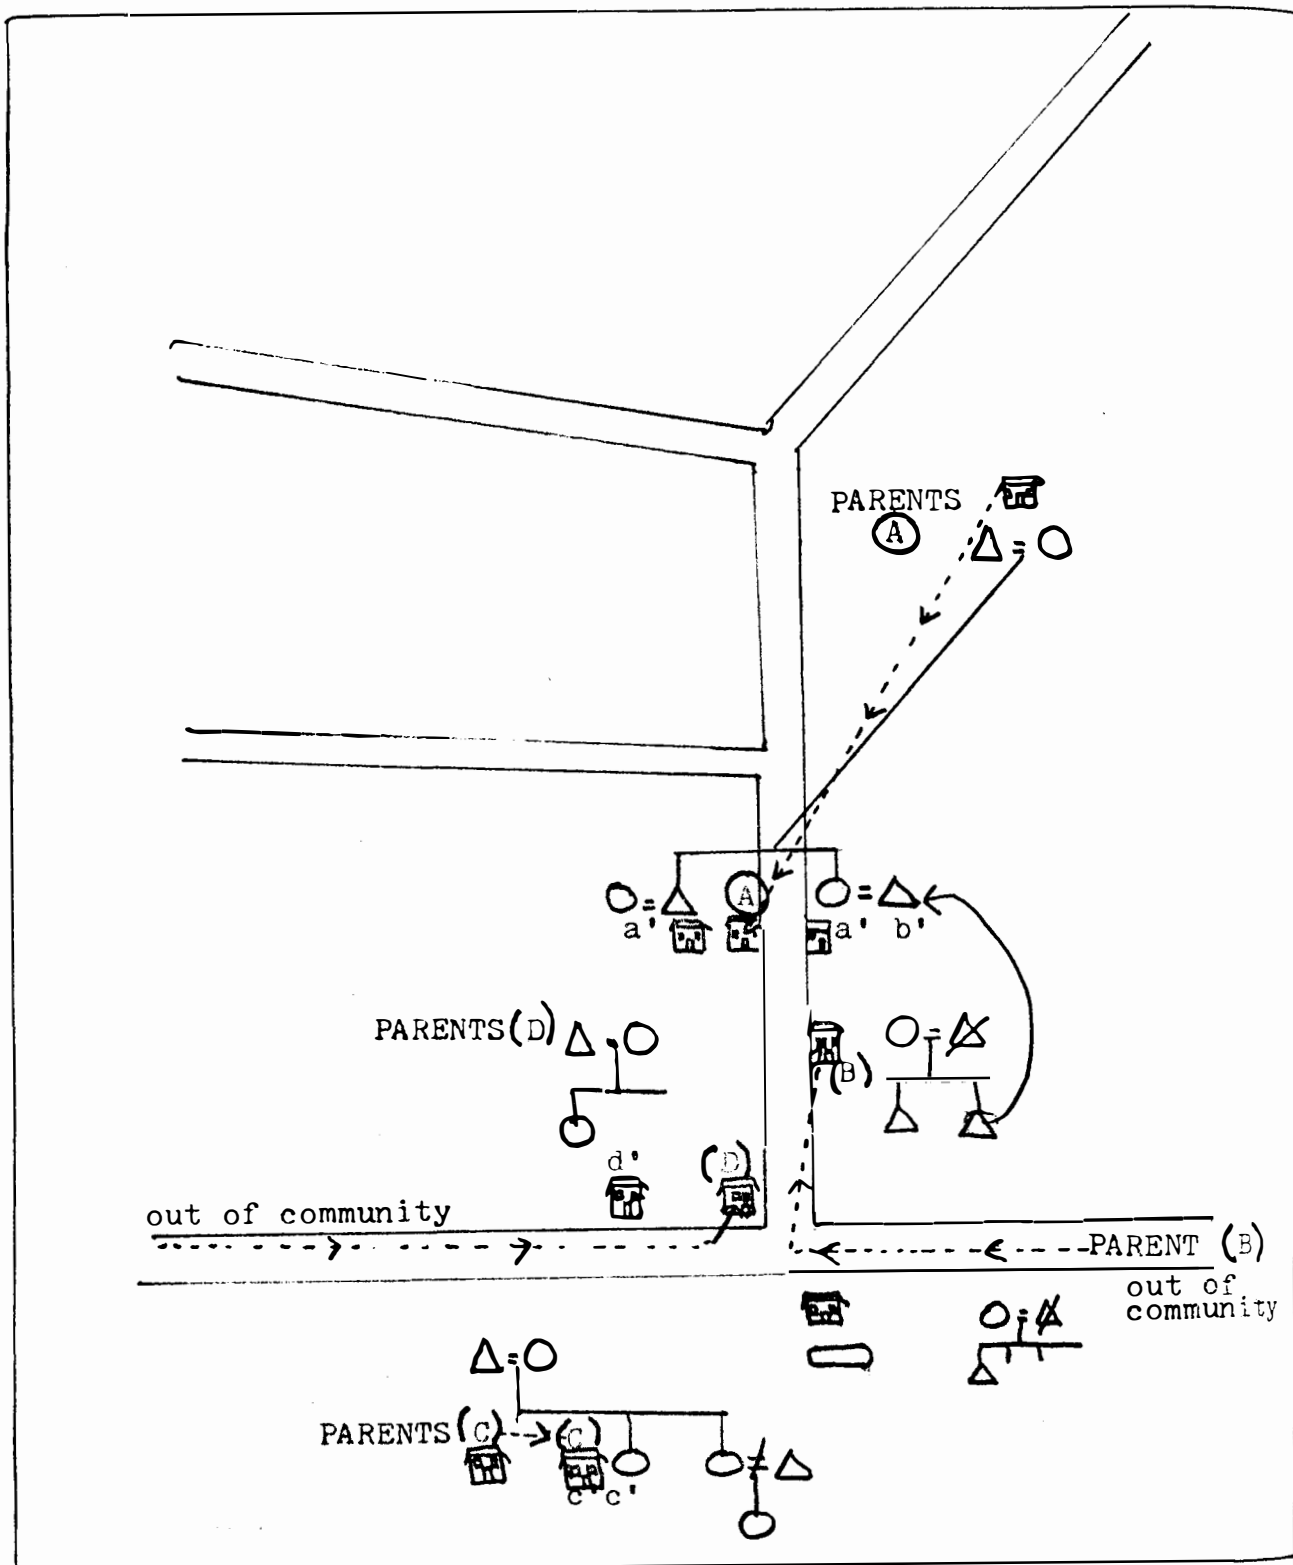 PARENTS
A
A
a' a' b'
PARENTS (D)
(B)
d' (D)
out of community
PARENT (B)
out of
community
PARENTS (C) (C)
c' c'